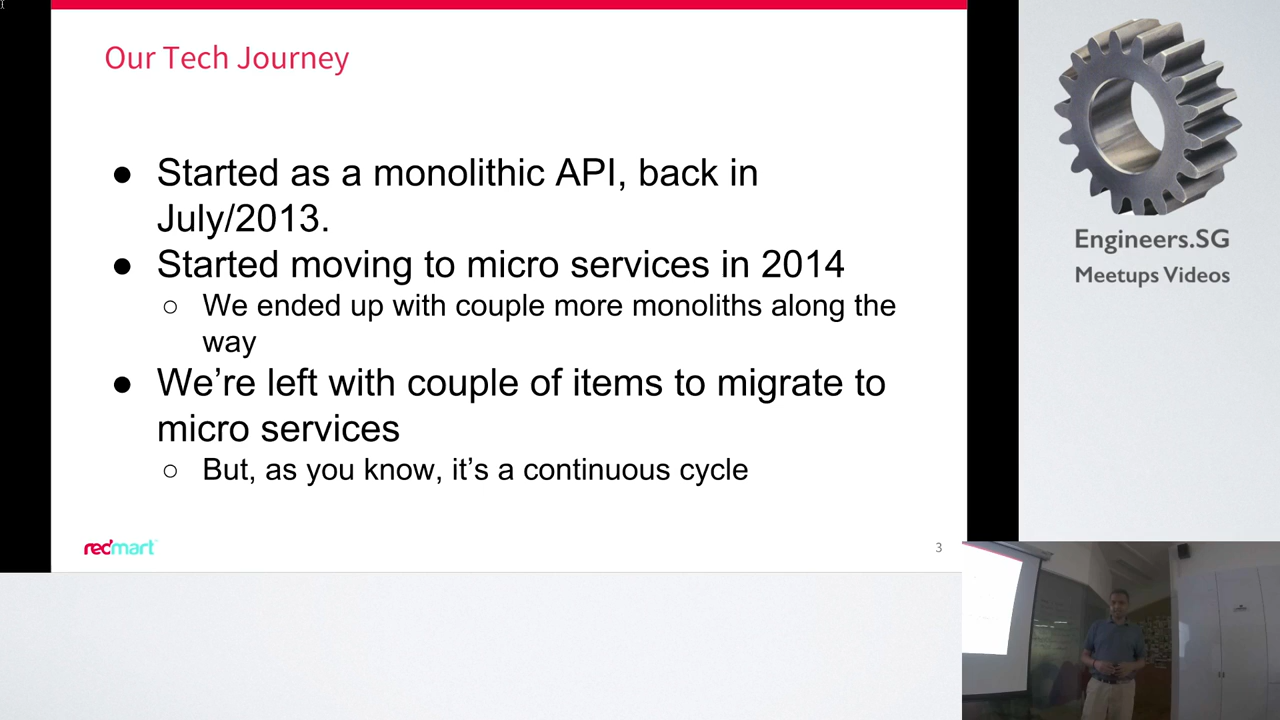 Our Tech Journey
● Started as a monolithic API, back in
July/2013.
● Started moving to micro services in 2014
○ We ended up with couple more monoliths along the
way
● We’re left with couple of items to migrate to
micro services
○ But, as you know, it’s a continuous cycle
redmart
3
Engineers.SG
Meetups Videos